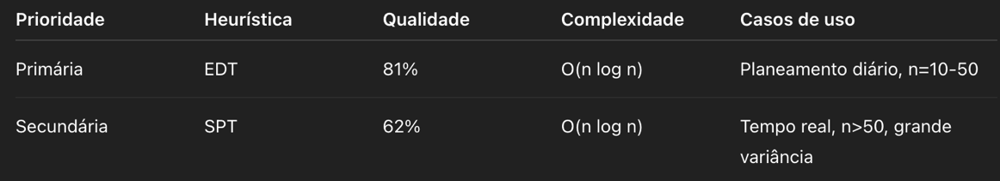 Prioridade Heurística Qualidade Complexidade Casos de uso
Primária EDT 81% O(n log n) Planeamento diário, n=10-50
Secundária SPT 62% O(n log n) Tempo real, n>50, grande
variância